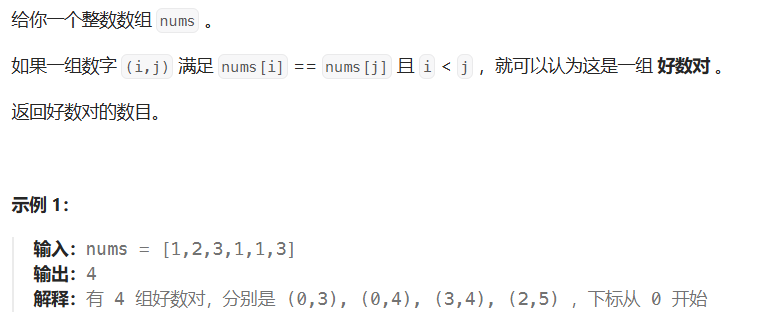 给你一个整数数组 nums 。
如果一组数字 (i,j) 满足 nums[i] == nums[j] 且 i < j ，就可以认为这是一组 好数对 。
返回好数对的数目。
示例 1：
输入：nums = [1,2,3,1,1,3]
输出：4
解释：有 4 组好数对，分别是 (0,3), (0,4), (3,4), (2,5) ，下标从 0 开始